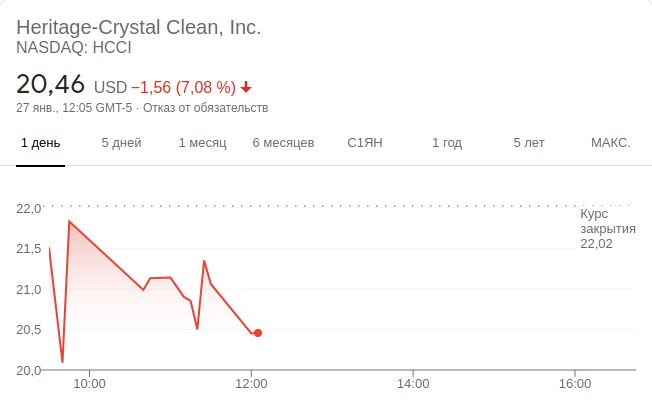 Heritage-Crystal Clean, Inc.
NASDAQ: HCCI
20,46 USD −1,56 (7,08 %)
27 янв., 12:05 GMT-5 · Отказ от обязательств
1 день 5 дней 1 месяц 6 месяцев С1ЯН 1 год 5 лет МАКС.
22,0
Курс
закрытия
22,02
21,5
21,0
20,5
20,0
10:00 12:00 14:00 16:00